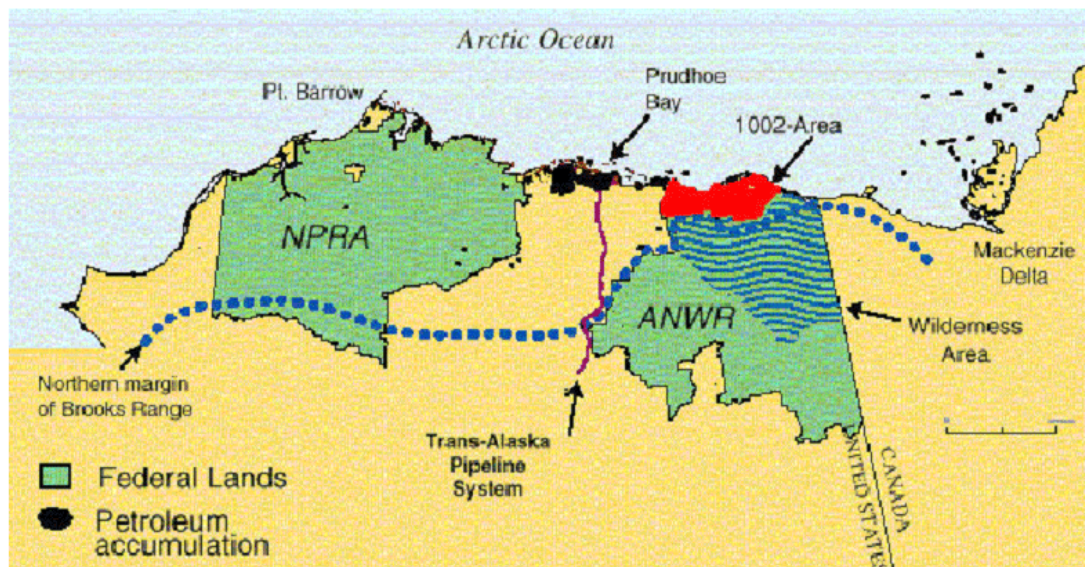 Arctic Ocean
Pt. Barrow
Prudhoe
Bay
1002-Area
NPRA
Mackenzie
Delta
ANWR
Wilderness
Area
Northern margin
of Brooks Range
Trans-Alaska
Pipeline
System
Federal Lands
Petroleum
accumulation
CANADA
UNITED STATES